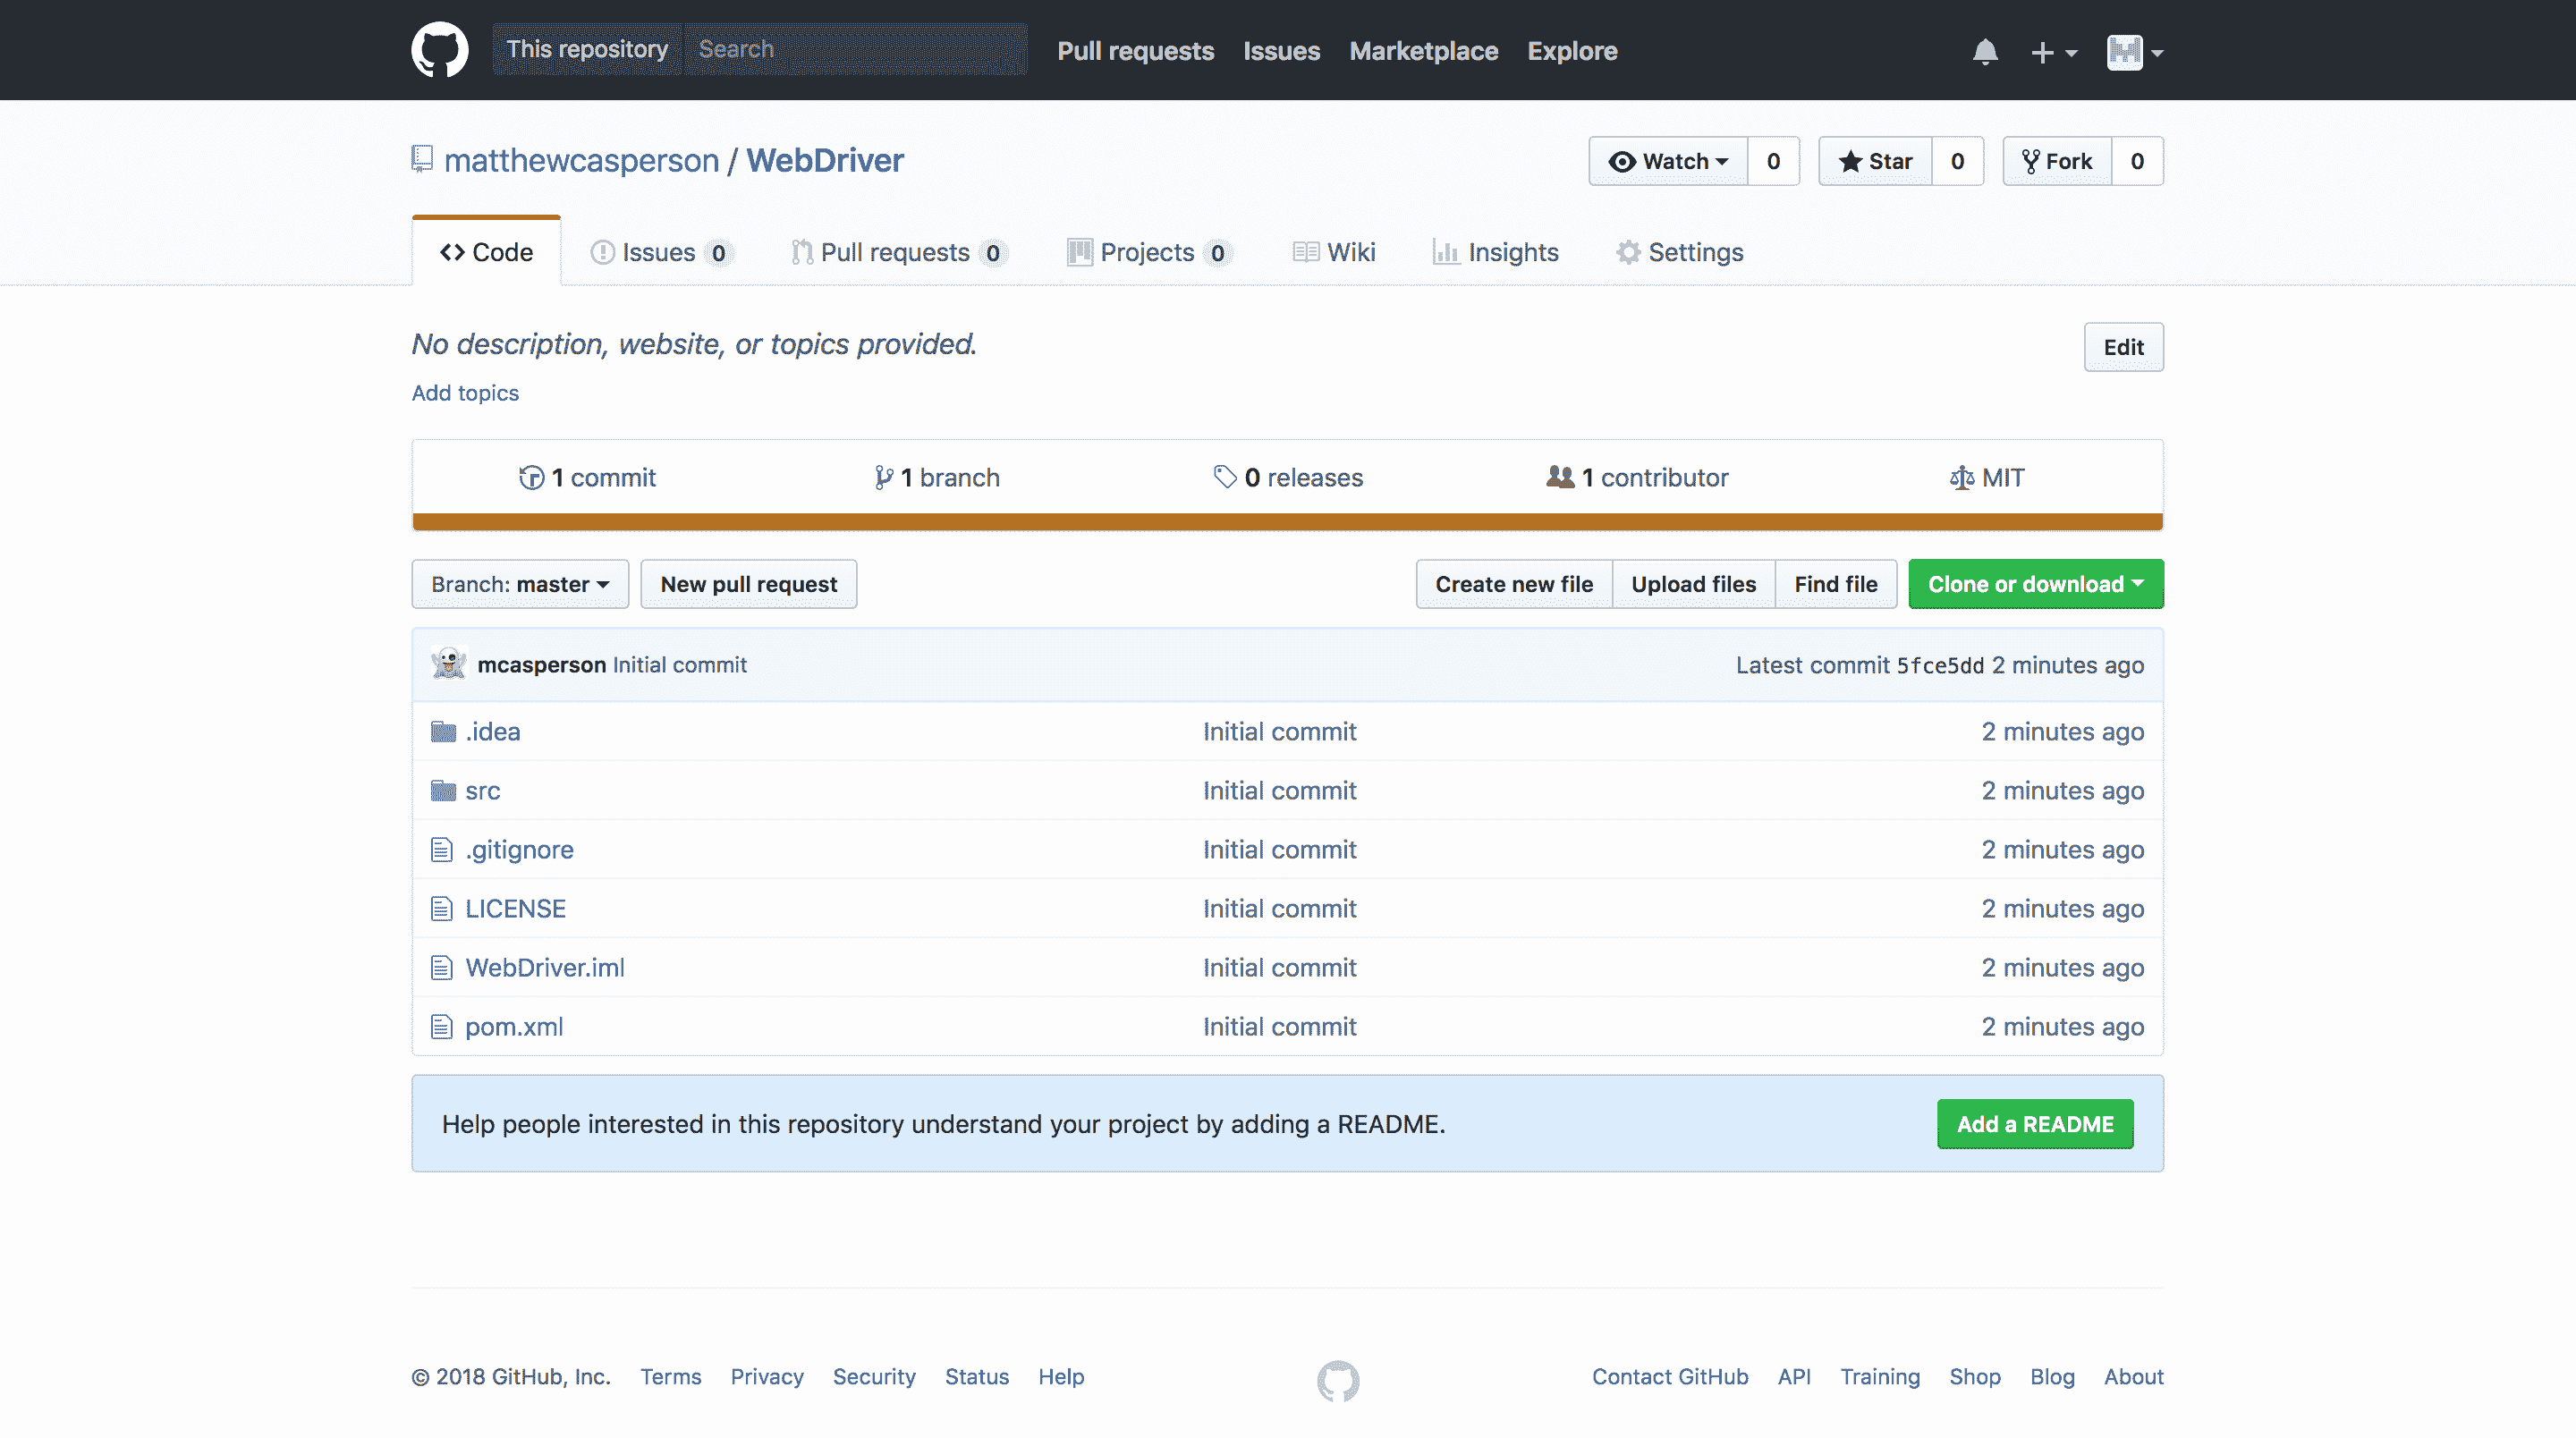 This repository Search Pull requests Issues Marketplace Explore
matthewcasperson / WebDriver Watch 0 Star 0 Fork 0
Code Issues 0 Pull requests 0 Projects 0 Wiki Insights Settings
No description, website, or topics provided. Edit
Add topics
1 commit 1 branch 0 releases 1 contributor MIT
Branch: master New pull request Create new file Upload files Find file Clone or download
mcasperson Initial commit Latest commit 5fce5dd 2 minutes ago
.idea Initial commit 2 minutes ago
src Initial commit 2 minutes ago
.gitignore Initial commit 2 minutes ago
LICENSE Initial commit 2 minutes ago
WebDriver.iml Initial commit 2 minutes ago
pom.xml Initial commit 2 minutes ago
Help people interested in this repository understand your project by adding a README. Add a README
© 2018 GitHub, Inc. Terms Privacy Security Status Help Contact GitHub API Training Shop Blog About